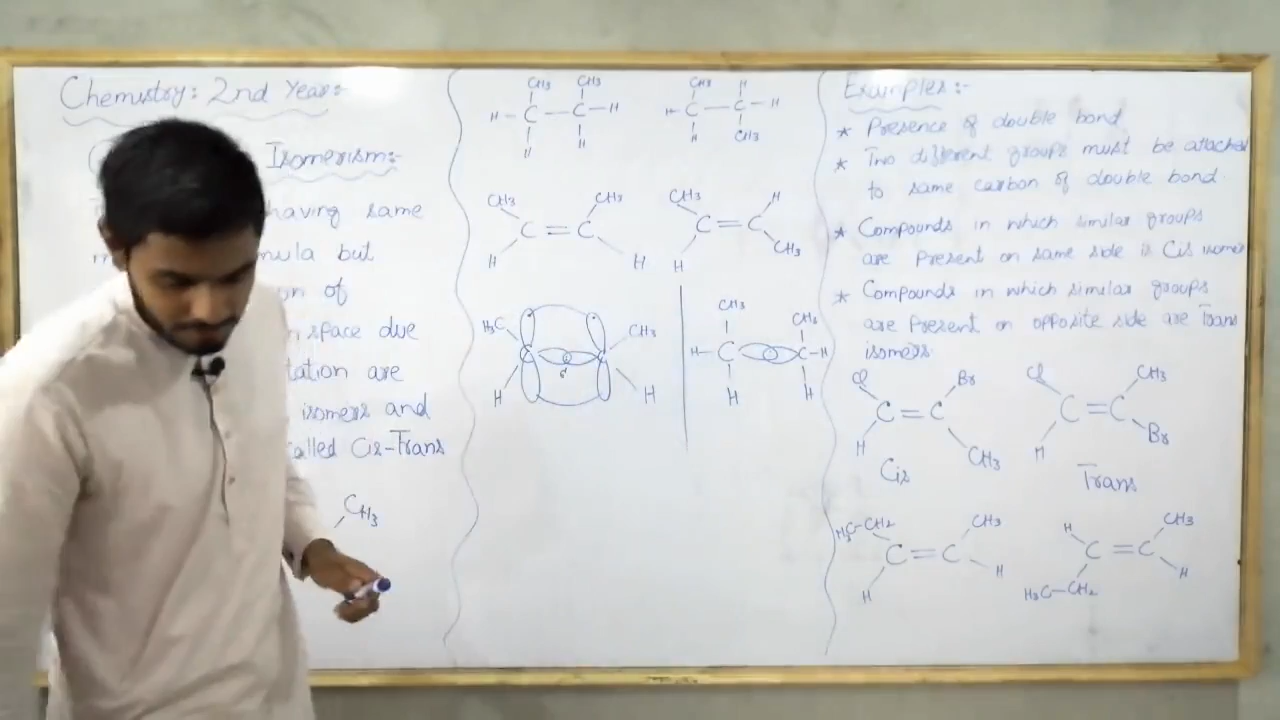 Chemistry: 2nd Year:-
Isomerism:-
having same
mula but
on of
n space due
tation are
isomers and
called Cis-Trans
CH3
CH3 CH3
H - C - C - H
H H
CH3 H
H - C - C - H
H CH3
CH3 CH3
C = C
H H
CH3 H
C = C
H CH3
H3C CH3
C C
σ
H H
CH3 CH3
H - C C - H
H H
Examples:-
* Presence of double bond
* Two different groups must be attached
to same carbon of double bond.
* Compounds in which similar groups
are present on same side is Cis isomer
* Compounds in which similar groups
are present on opposite side are Trans
isomers
Cl Br
C = C
H CH3
Cis
Cl CH3
C = C
H Br
Trans
H3C-CH2 CH3
C = C
H H
H CH3
C = C
H3C-CH2 H